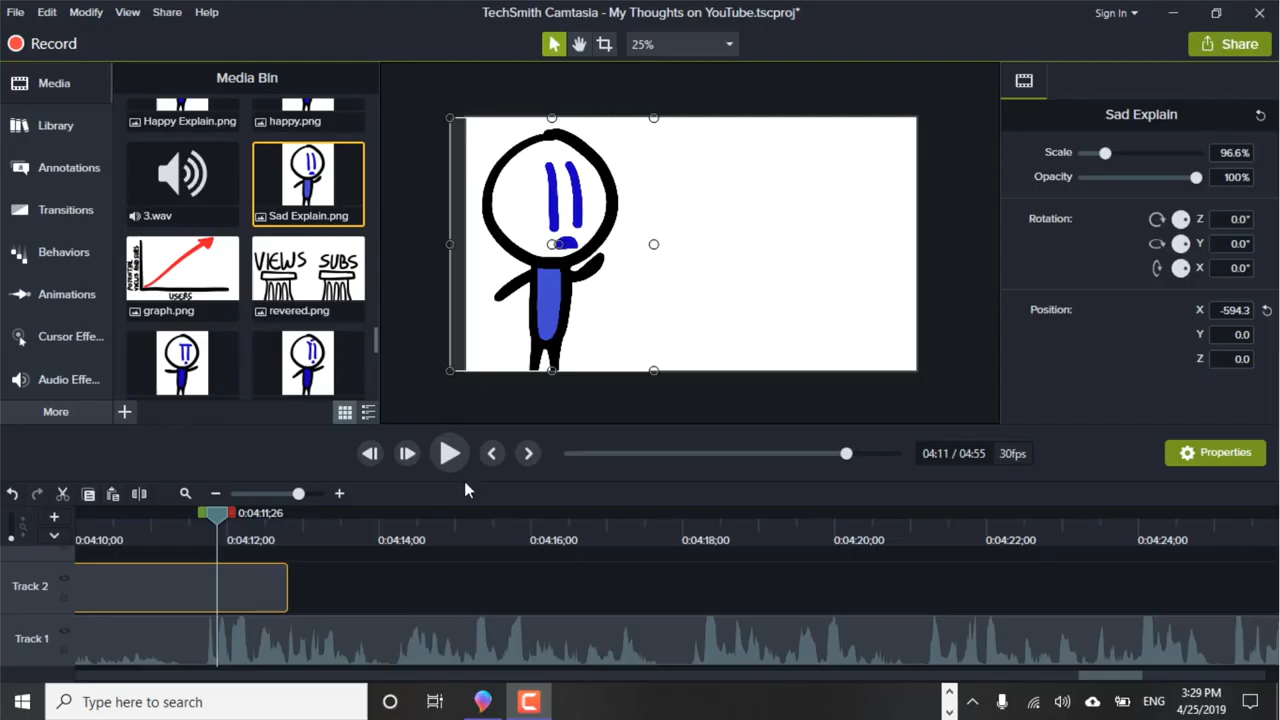 File Edit Modify View Share Help
TechSmith Camtasia - My Thoughts on YouTube.tscproj*
Sign In
Record
25%
Share
Media
Library
Annotations
Transitions
Behaviors
Animations
Cursor Effe...
Audio Effe...
More
Media Bin
Happy Explain.png
happy.png
3.wav
Sad Explain.png
POTENTIAL VIEWS AND SUBS
USERS
graph.png
VIEWS SUBS
revered.png
Sad Explain
Scale 96.6%
Opacity 100%
Rotation: Z 0.0°
Y 0.0°
X 0.0°
Position: X -594.3
Y 0.0
Z 0.0
04:11 / 04:55 30fps
Properties
0:04:11;26
0:04:10;00 0:04:12;00 0:04:14;00 0:04:16;00 0:04:18;00 0:04:20;00 0:04:22;00 0:04:24;00
Track 2
Track 1
Type here to search
ENG
3:29 PM
4/25/2019